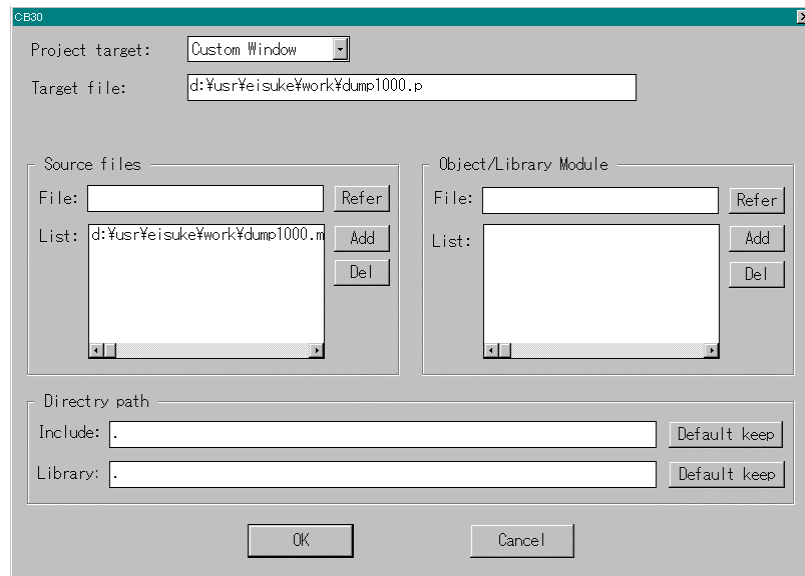 CB30
Project target: Custom Window
Target file: d:¥usr¥eisuke¥work¥dump1000.p
Source files
File: Refer
List: d:¥usr¥eisuke¥work¥dump1000.m Add
Del
Object/Library Module
File: Refer
List: Add
Del
Directry path
Include: . Default keep
Library: . Default keep
OK Cancel